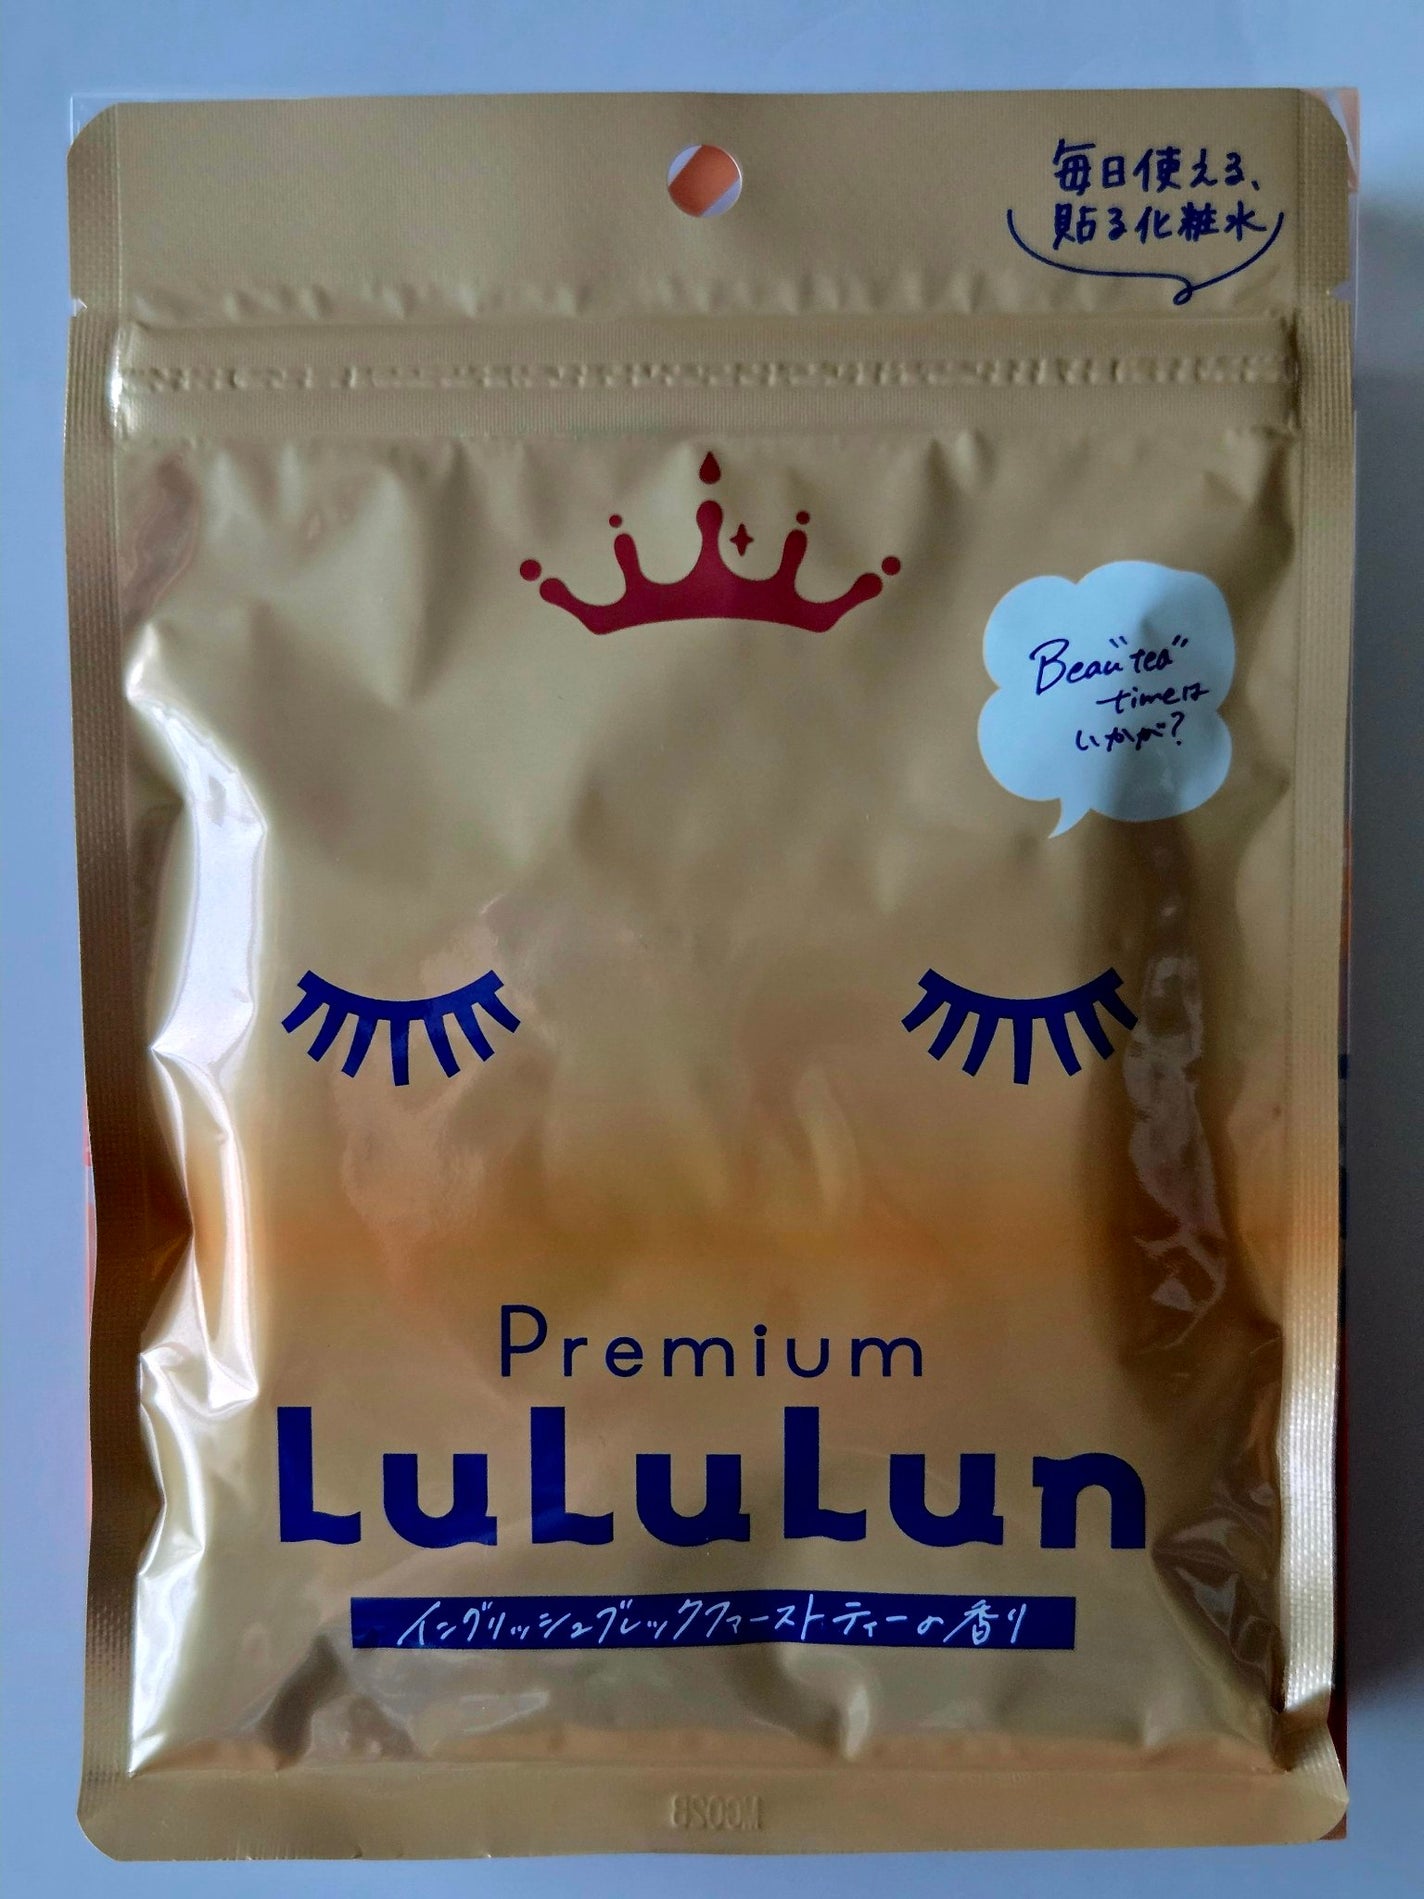 毎日使える、
貼る化粧水
Beau"tea"
timeは
いかが?
Premium
LuLuLun
イングリッシュブレックファーストティーの香り